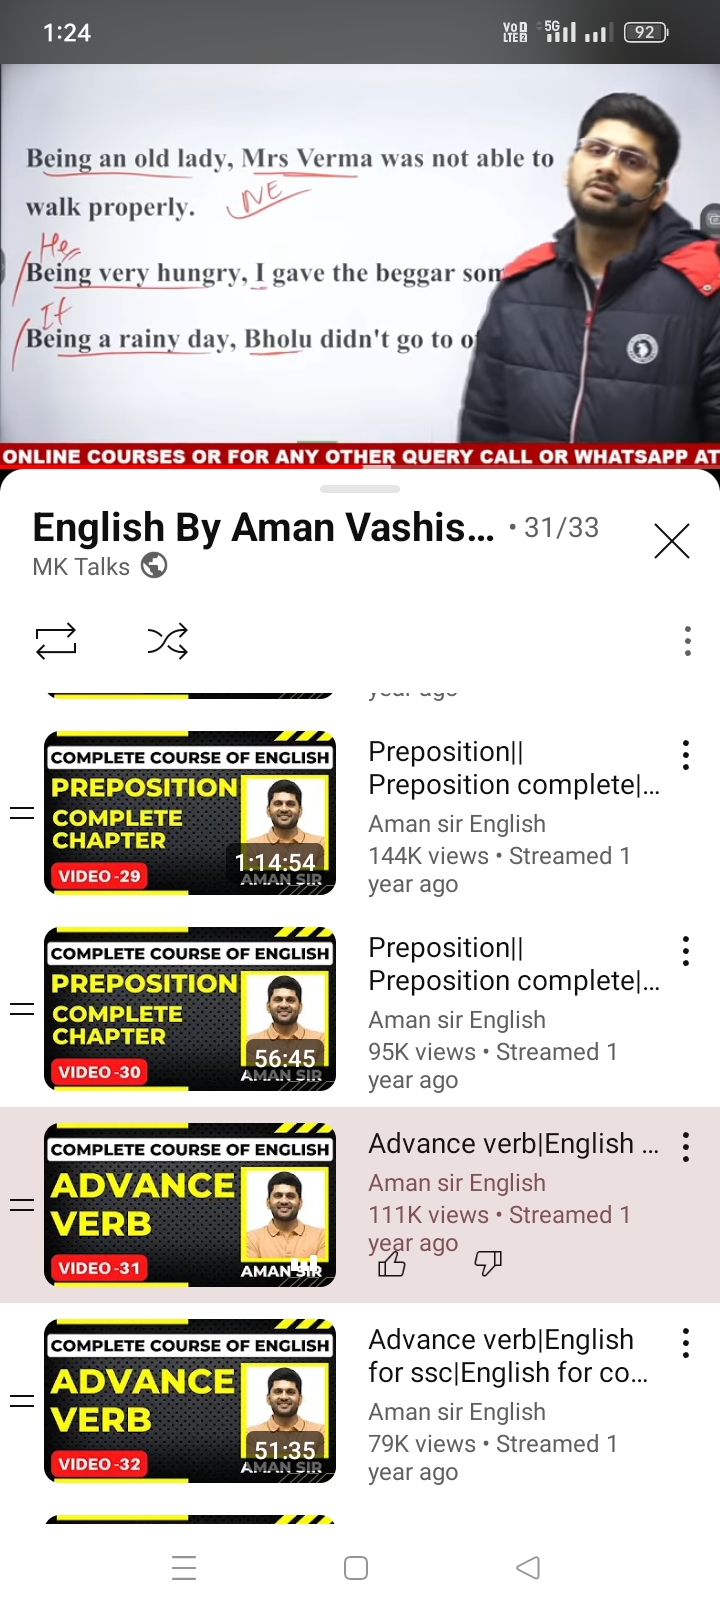 1:24
VoD
LTE2
5G
92
Being an old lady, Mrs Verma was not able to
walk properly.
NE
He
Being very hungry, I gave the beggar som
It
Being a rainy day, Bholu didn't go to o
ONLINE COURSES OR FOR ANY OTHER QUERY CALL OR WHATSAPP AT
English By Aman Vashis... • 31/33
MK Talks
year ago
COMPLETE COURSE OF ENGLISH
PREPOSITION
COMPLETE
CHAPTER
VIDEO -29
1:14:54
AMAN SIR
Preposition||
Preposition complete|...
Aman sir English
144K views • Streamed 1
year ago
COMPLETE COURSE OF ENGLISH
PREPOSITION
COMPLETE
CHAPTER
VIDEO -30
56:45
AMAN SIR
Preposition||
Preposition complete|...
Aman sir English
95K views • Streamed 1
year ago
COMPLETE COURSE OF ENGLISH
ADVANCE
VERB
VIDEO -31
AMAN SIR
Advance verb|English ...
Aman sir English
111K views • Streamed 1
year ago
COMPLETE COURSE OF ENGLISH
ADVANCE
VERB
VIDEO -32
51:35
AMAN SIR
Advance verb|English
for ssc|English for co...
Aman sir English
79K views • Streamed 1
year ago